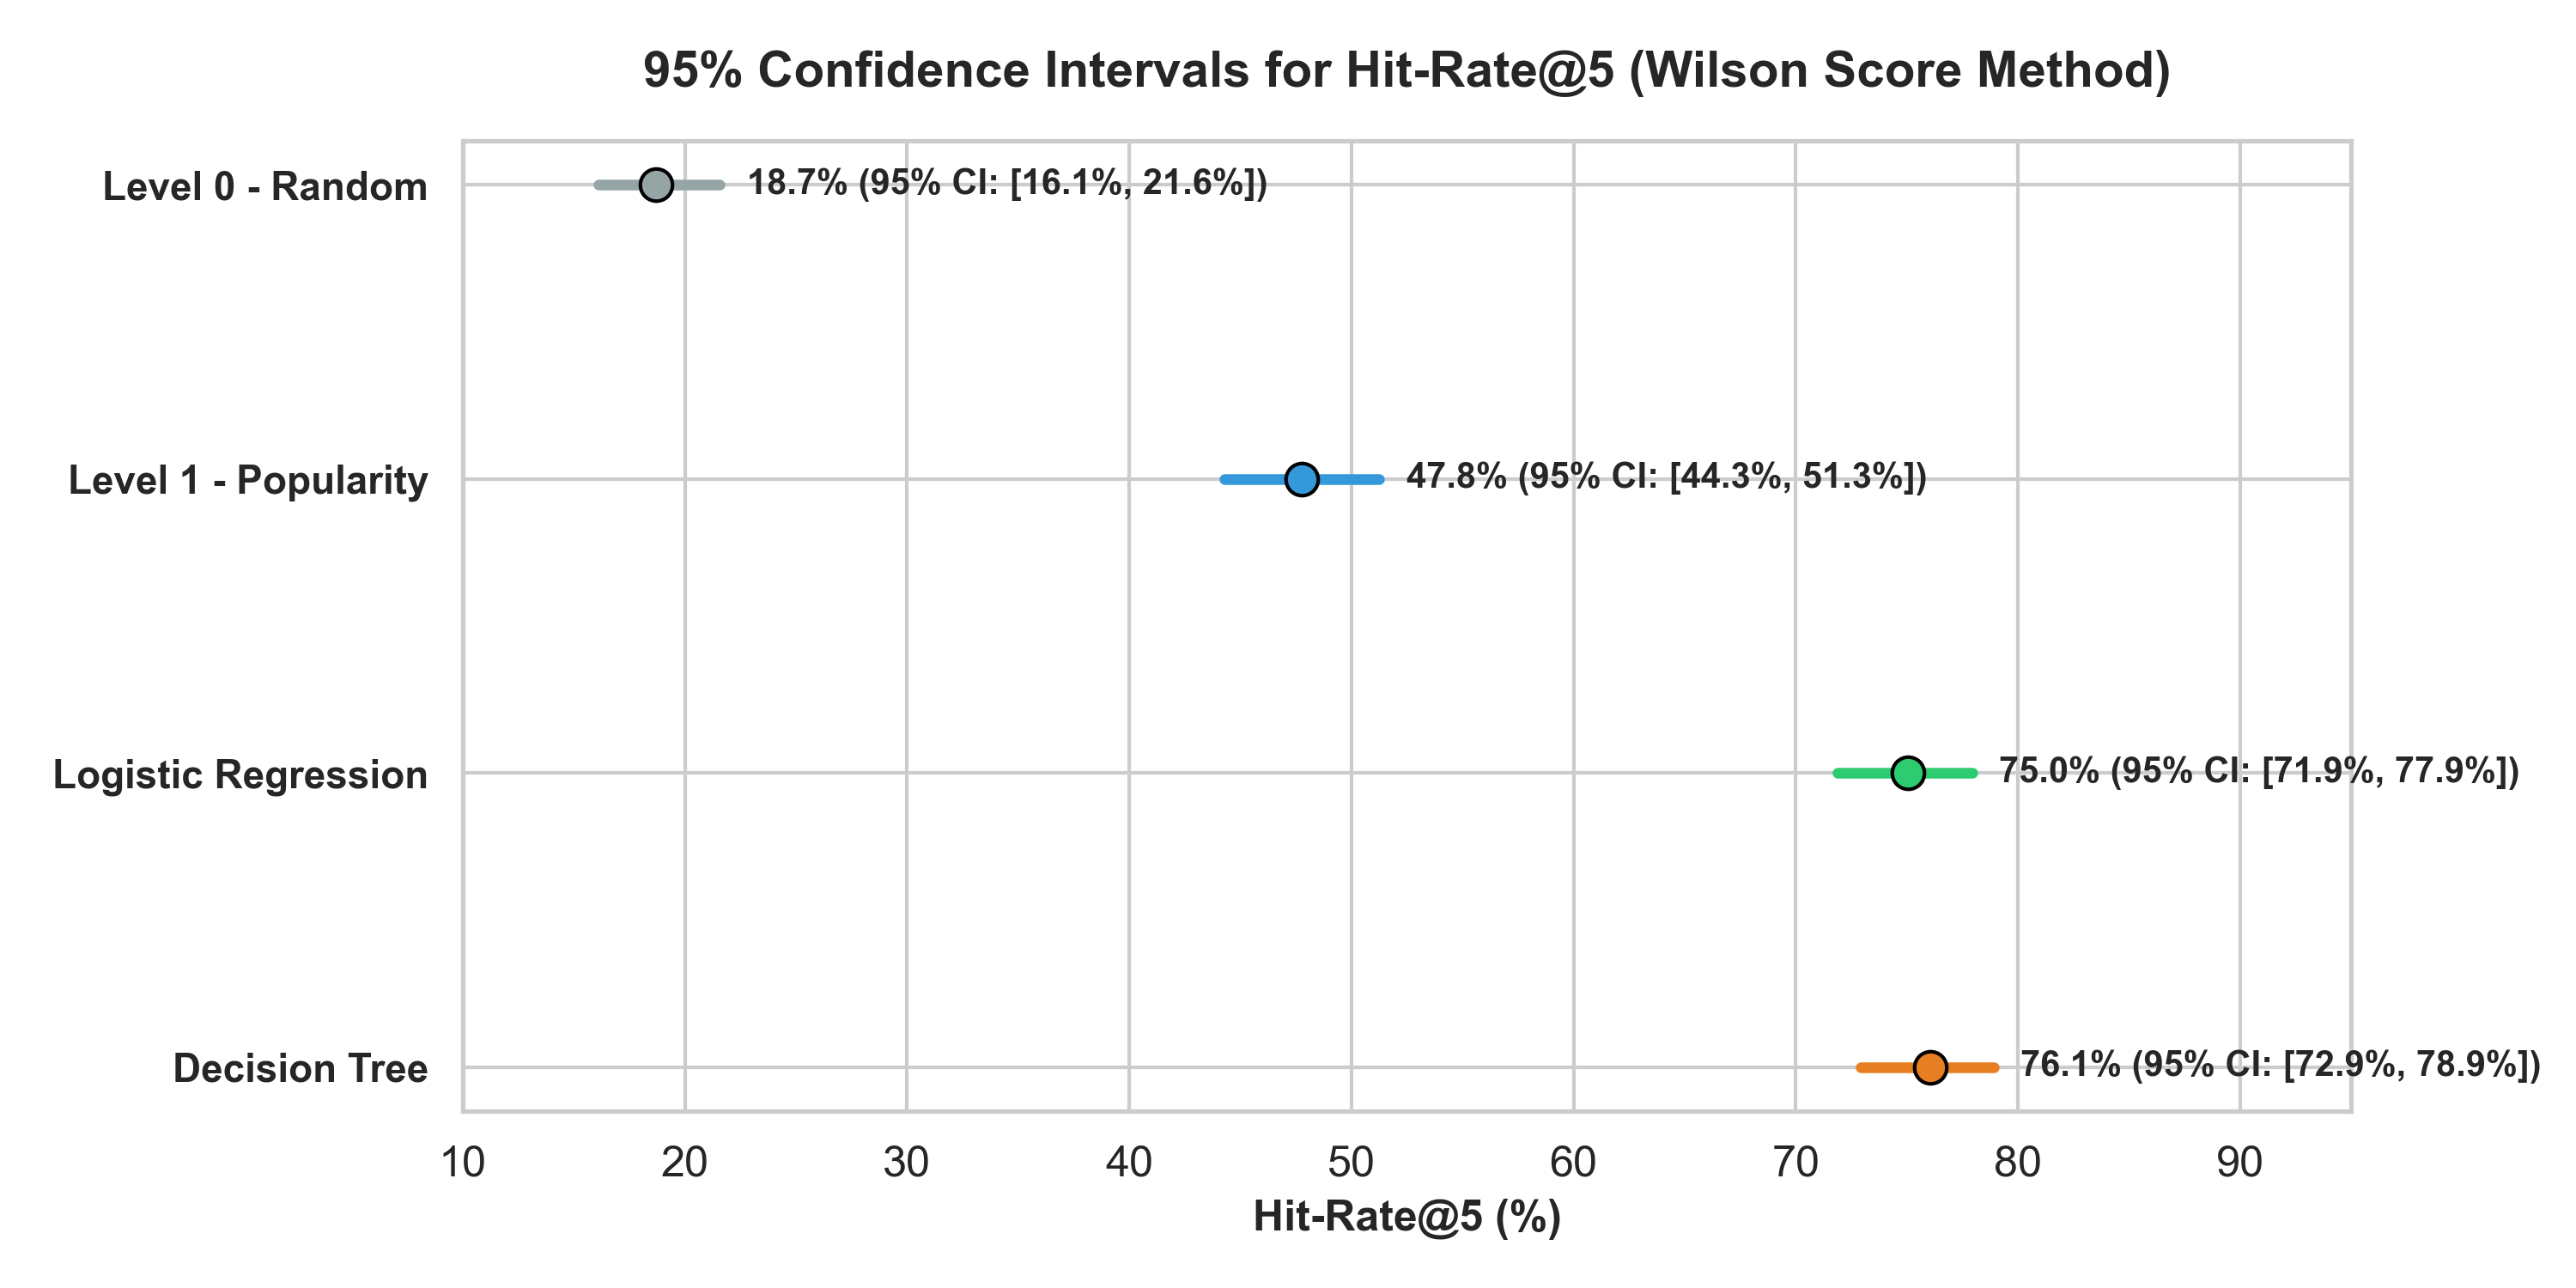 95% Confidence Intervals for Hit-Rate@5 (Wilson Score Method)
Level 0 - Random
18.7% (95% CI: [16.1%, 21.6%])
Level 1 - Popularity
47.8% (95% CI: [44.3%, 51.3%])
Logistic Regression
75.0% (95% CI: [71.9%, 77.9%])
Decision Tree
76.1% (95% CI: [72.9%, 78.9%])
10 20 30 40 50 60 70 80 90
Hit-Rate@5 (%)